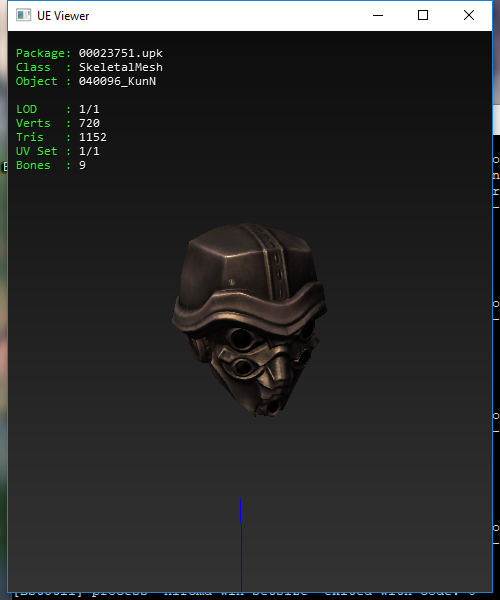 UE Viewer
Package: 00023751.upk
Class : SkeletalMesh
Object : 040096_KunN
LOD : 1/1
Verts : 720
Tris : 1152
UV Set : 1/1
Bones : 9